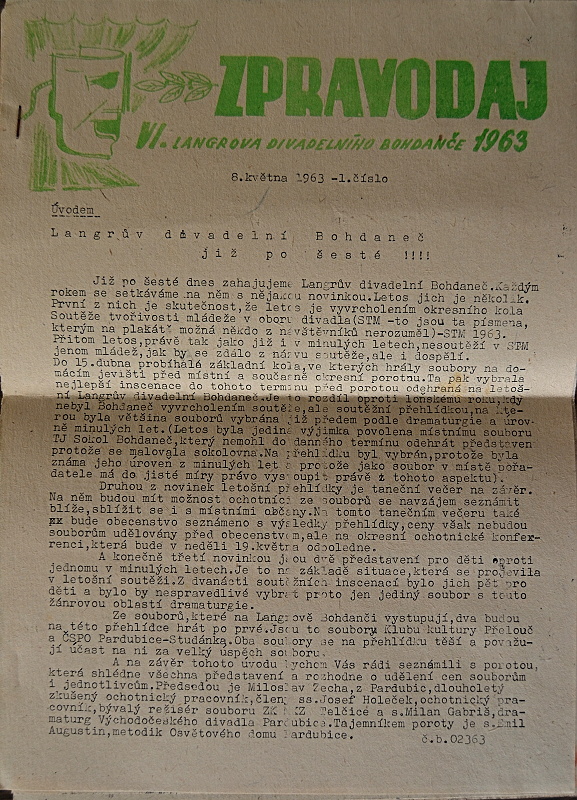 ZPRAVODAJ
VI. LANGROVA DIVADELNÍHO BOHDANČE 1963
8.května 1963 -1.číslo
Úvodem
Langrův divadelní Bohdaneč
již po šesté !!!!
Již po šesté dnes zahajujeme Langrův divadelní Bohdaneč.Každým
rokem se setkáváme na něm s nějakou novinkou.Letos jich je několik.
První z nich je skutečnost,že letos je vyvrcholením okresního kola
Soutěže tvořivosti mládeže v oboru divadla(STM -to jsou ta písmena,
kterým na plakátě možná někdo z návštěvníků nerozuměl)-STM 1963.
Přitom letos,právě tak jako již i v minulých letech,nesoutěží v STM
jenom mládež,jak by se zdálo z názvu soutěže,ale i dospělí.
Do 15.dubna probíhala základní kola,ve kterých hrály soubory na do-
mácím jevišti před místní a současně okresní porotou.Ta pak vybrala
nejlepší inscenace do tohoto termínu před porotou odehraná na letoš-
ní Langrův divadelní Bohdaneč.Je to rozdíl oproti lonskému roku,kdy
nebyl Bohdaneč vyvrcholením soutěže,ale soutěžní přehlídkou,na kte-
rou byla většina souborů vybrána již předem podle dramaturgie a úrov-
ně minulých let.(Letos byla jediná výjimka povolena místnímu souboru
TJ Sokol Bohdaneč,který nemohl do daného termínu odehrát představen
protože se malovala sokolovna.Na přehlídku byl vybrán,protože byla
známa jeho úroven z minulých let a protože jako soubor v místě pořa-
datele má do jisté míry právo vystoupit právě z tohoto aspektu).
Druhou z novinek letošní přehlídky je taneční večer na závěr.
Na něm budou mít možnost ochotníci ze souborů se navzájem seznámit
blíže,sblížit se i s místními občany.Na tomto tanečním večeru také
bude obecenstvo seznámeno s výsledky přehlídky,ceny však nebudou
souborům udělovány před obecenstvem,ale na okresní ochotnické konfer-
renci,která bude v neděli 19.května odpoledne.
A konečně třetí novinkou jsou dvě představení pro děti oproti
jednomu v minulých letech.Je to na základě situace,která se projevila
v letošní soutěži.Z dvanácti soutěžních inscenací bylo jich pět pro
děti a bylo by nespravedlivé vybrat proto jen jediný soubor s touto
žánrovou oblastí dramaturgie.
Ze souborů,které na Langrově Bohdanči vystupují,dva budou
na této přehlídce hrát po prvé.Jsou to soubory Klubu kultury Přelouč
a ČSPO Pardubice-Studánka.Oba soubory se na přehlídku těší a považu-
jí účast na ni za velký úspěch souboru.
A na závěr tohoto úvodu bychom Vás rádi seznámili s porotou,
která shlédne všechna představení a rozhodne o udělení cen souborům
i jednotlivcům.Předsedou je Miloslav Zecha,z Pardubic,dlouholetý
zkušený ochotnický pracovník,členy ss.Josef Holeček,ochotnický pra-
covník,bývalý režisér souboru ZK Telčice a s.Milan Gabriš,dra-
maturg Východočeského divadla Pardubice.Tajemníkem poroty je s.Emil
Augustin,metodik Osvětového domu Pardubice.
č.b.02363